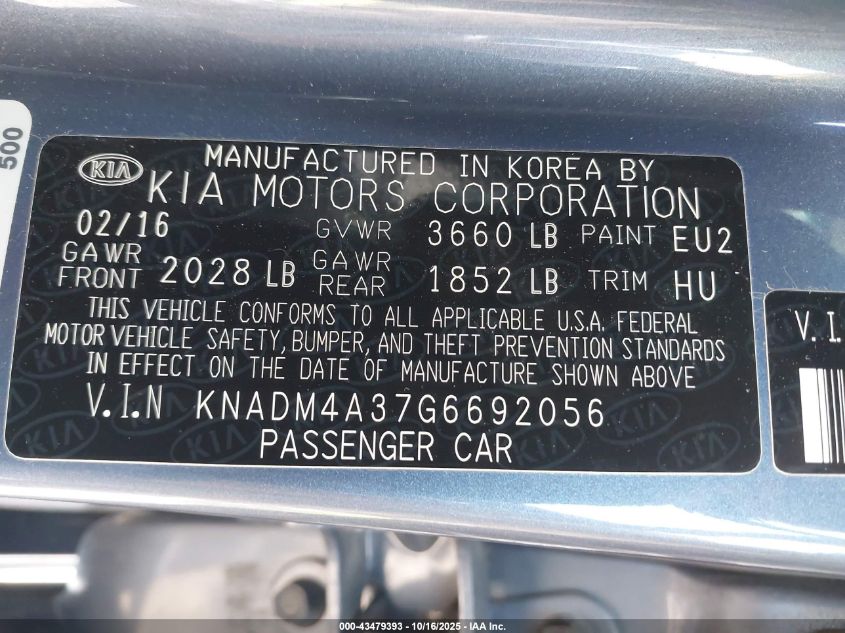 500
KIA MANUFACTURED IN KOREA BY
KIA MOTORS CORPORATION
02/16 GVWR 3660 LB PAINT EU2
GAWR FRONT 2028 LB GAWR REAR 1852 LB TRIM HU
THIS VEHICLE CONFORMS TO ALL APPLICABLE U.S.A. FEDERAL
MOTOR VEHICLE SAFETY, BUMPER, AND THEFT PREVENTION STANDARDS
IN EFFECT ON THE DATE OF MANUFACTURE SHOWN ABOVE
V.I.N KNADM4A37G6692056
PASSENGER CAR
V.I
000-43479393 - 10/16/2025 - IAA Inc.